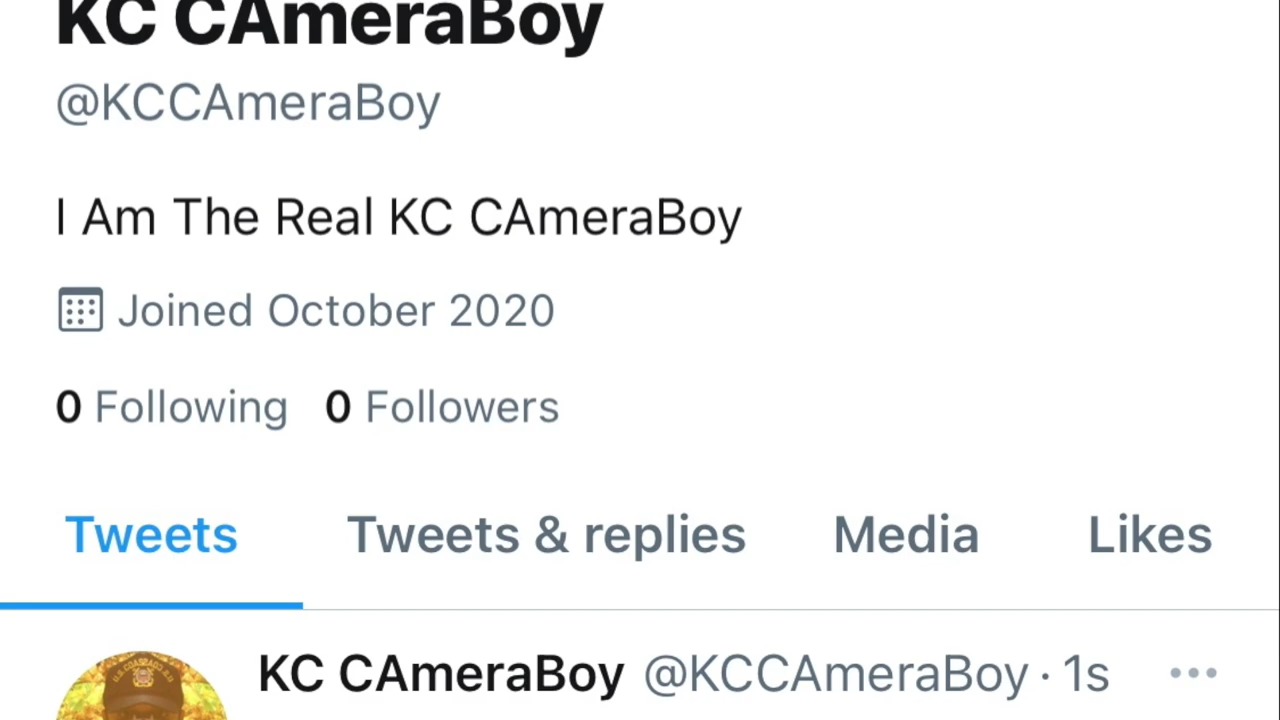 KC CAmeraBoy
@KCCAmeraBoy
I Am The Real KC CAmeraBoy
Joined October 2020
0 Following 0 Followers
Tweets Tweets & replies Media Likes
KC CAmeraBoy @KCCAmeraBoy · 1s